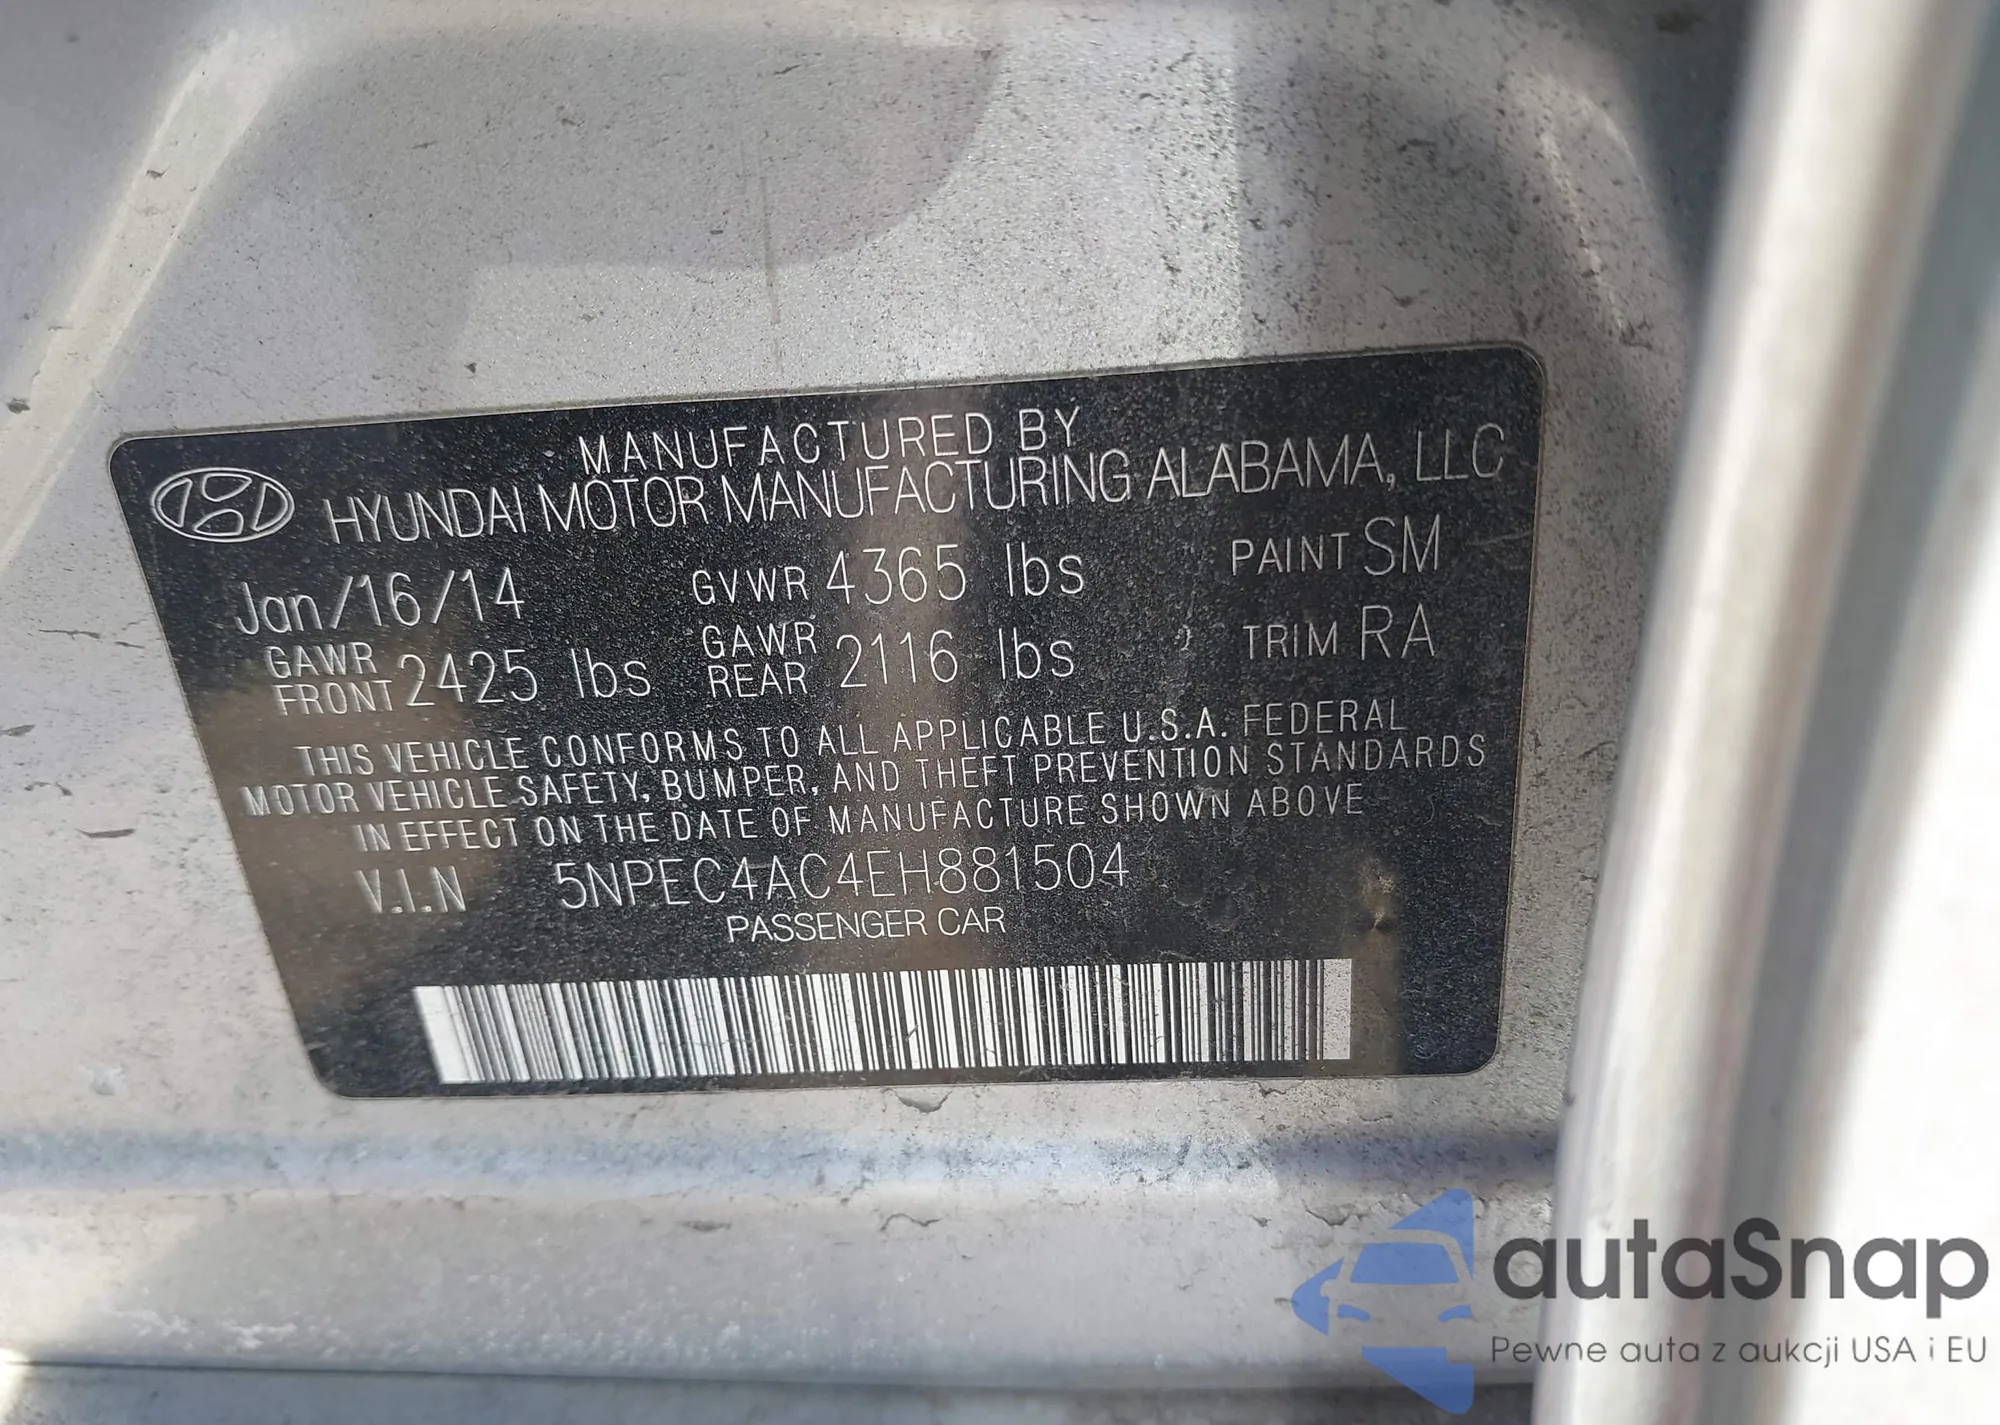 MANUFACTURED BY
HYUNDAI MOTOR MANUFACTURING ALABAMA, LLC
Jan/16/14 GVWR 4365 lbs PAINT SM
GAWR FRONT 2425 lbs GAWR REAR 2116 lbs TRIM RA
THIS VEHICLE CONFORMS TO ALL APPLICABLE U.S.A. FEDERAL
MOTOR VEHICLE SAFETY, BUMPER, AND THEFT PREVENTION STANDARDS
IN EFFECT ON THE DATE OF MANUFACTURE SHOWN ABOVE
V.I.N 5NPEC4AC4EH881504
PASSENGER CAR
autaSnap
Pewne auta z aukcji USA i EU